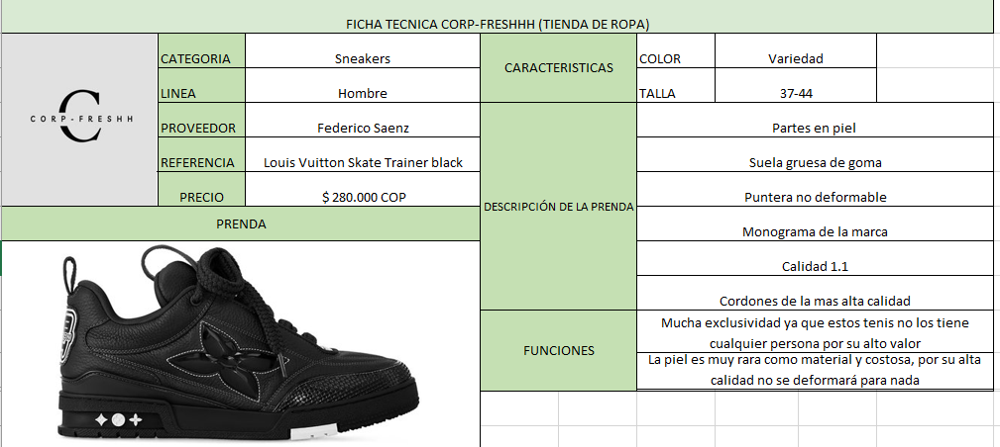 FICHA TECNICA CORP-FRESHHH (TIENDA DE ROPA)
CORP-FRESHH
CATEGORIA
Sneakers
LINEA
Hombre
PROVEEDOR
Federico Saenz
REFERENCIA
Louis Vuitton Skate Trainer black
PRECIO
$ 280.000 COP
PRENDA
CARACTERISTICAS
COLOR
Variedad
TALLA
37-44
DESCRIPCIÓN DE LA PRENDA
Partes en piel
Suela gruesa de goma
Puntera no deformable
Monograma de la marca
Calidad 1.1
Cordones de la mas alta calidad
FUNCIONES
Mucha exclusividad ya que estos tenis no los tiene
cualquier persona por su alto valor
La piel es muy rara como material y costosa, por su alta
calidad no se deformará para nada